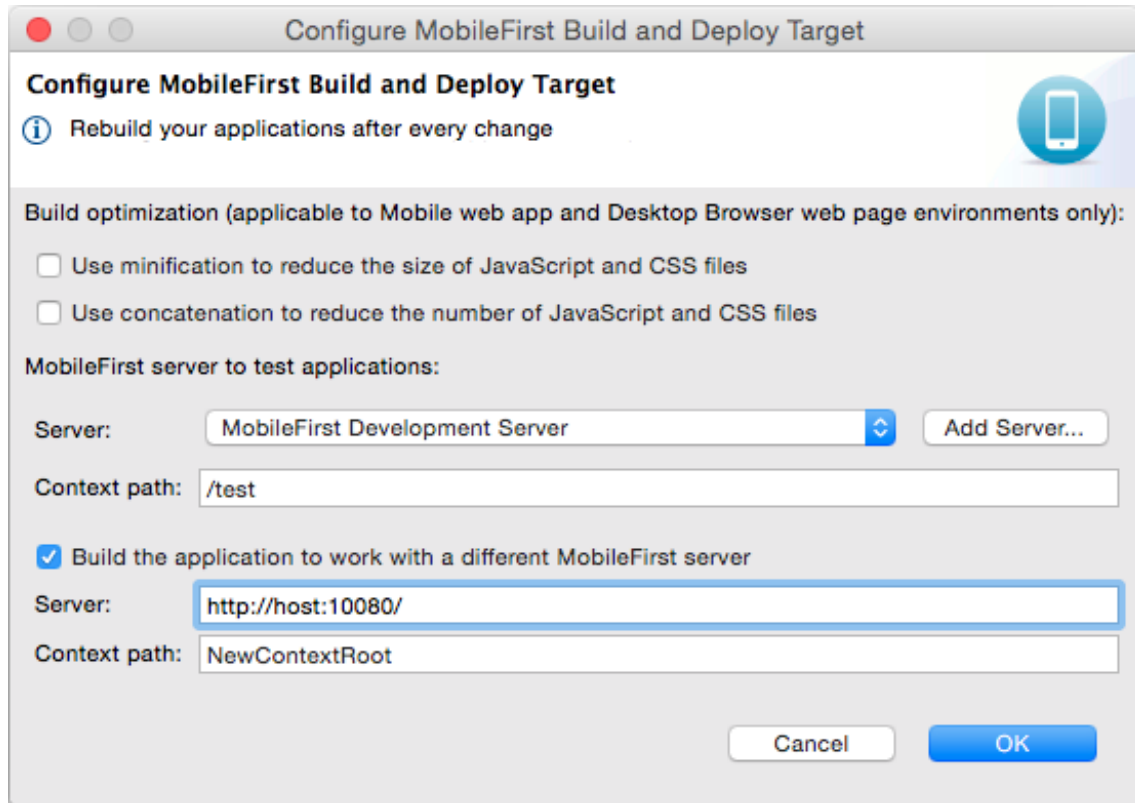 Configure MobileFirst Build and Deploy Target
Configure MobileFirst Build and Deploy Target
Rebuild your applications after every change
Build optimization (applicable to Mobile web app and Desktop Browser web page environments only):
Use minification to reduce the size of JavaScript and CSS files
Use concatenation to reduce the number of JavaScript and CSS files
MobileFirst server to test applications:
Server: MobileFirst Development Server Add Server...
Context path: /test
Build the application to work with a different MobileFirst server
Server: http://host:10080/
Context path: NewContextRoot
Cancel OK